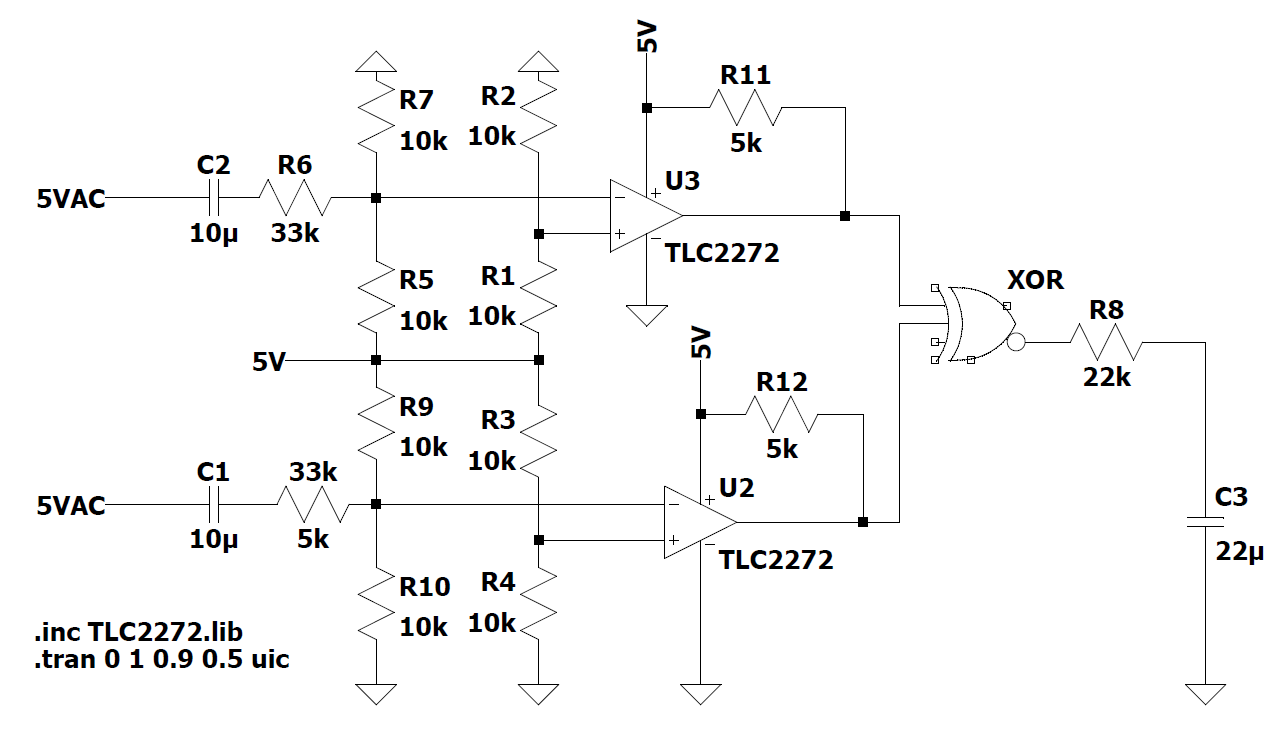 5V
R11
5k
R7
10k
R2
10k
C2
R6
5VAC
10µ
33k
+
U3
−
+
−
TLC2272
R5
10k
R1
10k
XOR
R8
22k
5V
5V
R12
5k
R9
10k
R3
10k
C1
33k
5VAC
10µ
5k
+
U2
−
+
−
TLC2272
C3
22µ
R10
10k
R4
10k
.inc TLC2272.lib
.tran 0 1 0.9 0.5 uic